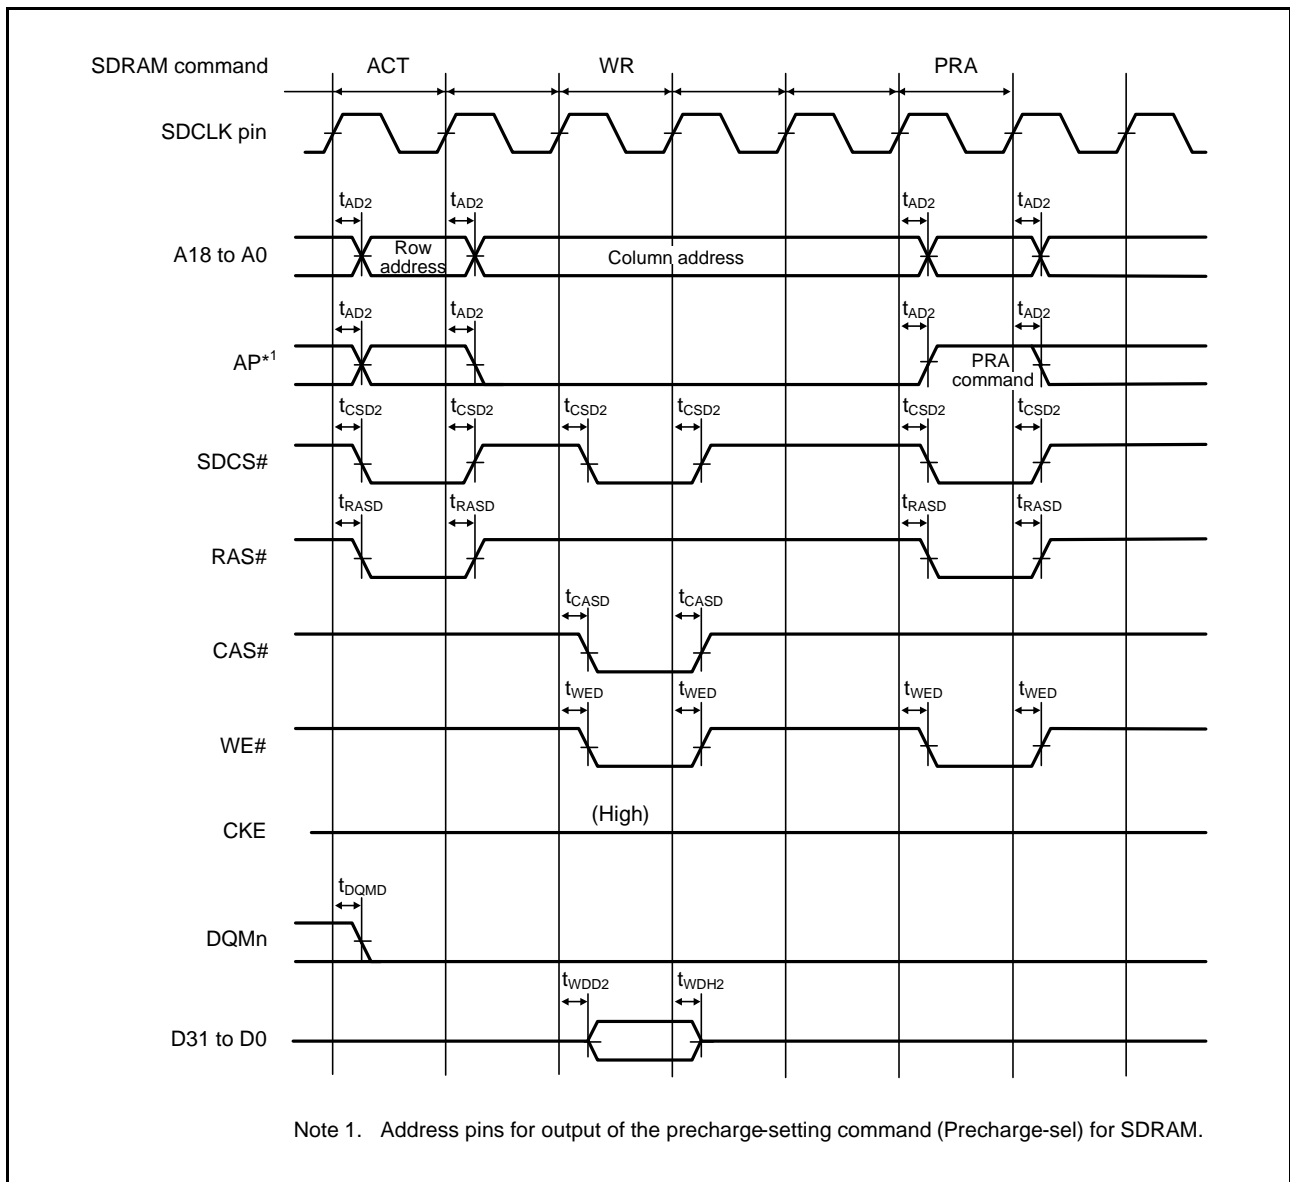 SDRAM command ACT WR PRA
SDCLK pin
tAD2 tAD2 tAD2 tAD2
A18 to A0 Row address Column address
tAD2 tAD2 tAD2 tAD2
AP*1 PRA command
tCSD2 tCSD2 tCSD2 tCSD2 tCSD2 tCSD2
SDCS#
tRASD tRASD tRASD tRASD
RAS#
tCASD tCASD
CAS#
tWED tWED tWED tWED
WE#
(High)
CKE
tDQMD
DQMn
tWDD2 tWDH2
D31 to D0
Note 1. Address pins for output of the precharge-setting command (Precharge-sel) for SDRAM.